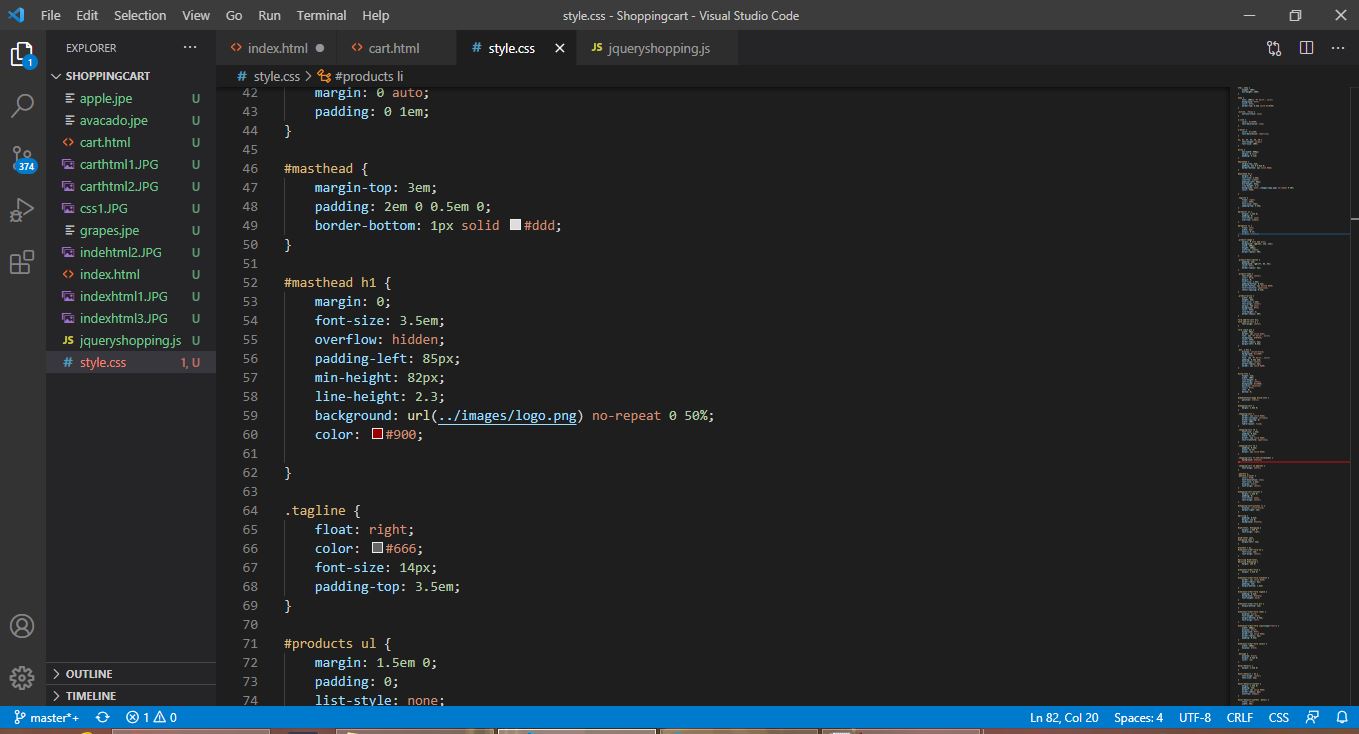 File Edit Selection View Go Run Terminal Help style.css - Shoppingcart - Visual Studio Code
EXPLORER
index.html
cart.html
# style.css
JS jqueryshopping.js
1
SHOPPINGCART
# style.css > #products li
apple.jpe U
avacado.jpe U
cart.html U
carthtml1.JPG U
carthtml2.JPG U
css1.JPG U
grapes.jpe U
indehtml2.JPG U
index.html U
indexhtml1.JPG U
indexhtml3.JPG U
JS jqueryshopping.js U
# style.css 1, U
374
42 margin: 0 auto;
43 padding: 0 1em;
44 }
45
46 #masthead {
47 margin-top: 3em;
48 padding: 2em 0 0.5em 0;
49 border-bottom: 1px solid #ddd;
50 }
51
52 #masthead h1 {
53 margin: 0;
54 font-size: 3.5em;
55 overflow: hidden;
56 padding-left: 85px;
57 min-height: 82px;
58 line-height: 2.3;
59 background: url(../images/logo.png) no-repeat 0 50%;
60 color: #900;
61
62 }
63
64 .tagline {
65 float: right;
66 color: #666;
67 font-size: 14px;
68 padding-top: 3.5em;
69 }
70
71 #products ul {
72 margin: 1.5em 0;
73 padding: 0;
74 list-style: none;
OUTLINE
TIMELINE
master*+ 1 0 Ln 82, Col 20 Spaces: 4 UTF-8 CRLF CSS